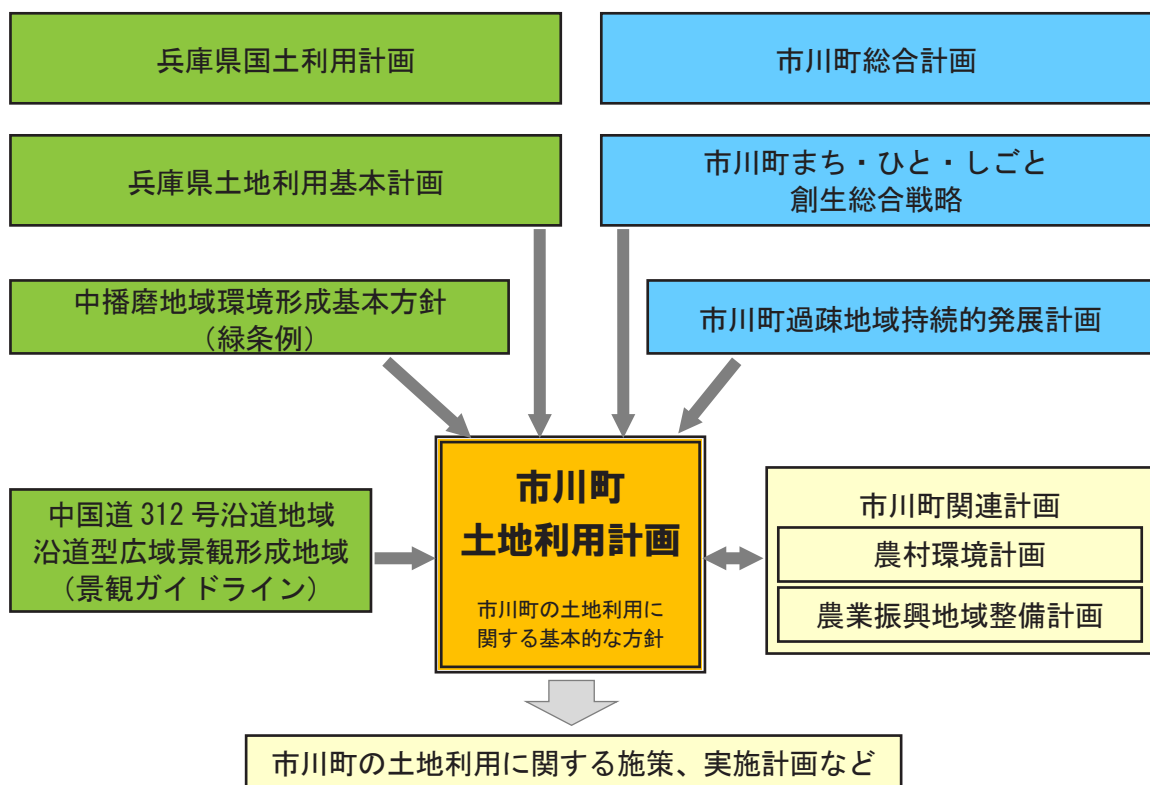 兵庫県国土利用計画
市川町総合計画
兵庫県土地利用基本計画
市川町まち・ひと・しごと
創生総合戦略
中播磨地域環境形成基本方針
（緑条例）
市川町過疎地域持続的発展計画
中国道 312 号沿道地域
沿道型広域景観形成地域
（景観ガイドライン）
市川町
土地利用計画
市川町の土地利用に
関する基本的な方針
市川町関連計画
農村環境計画
農業振興地域整備計画
市川町の土地利用に関する施策、実施計画など